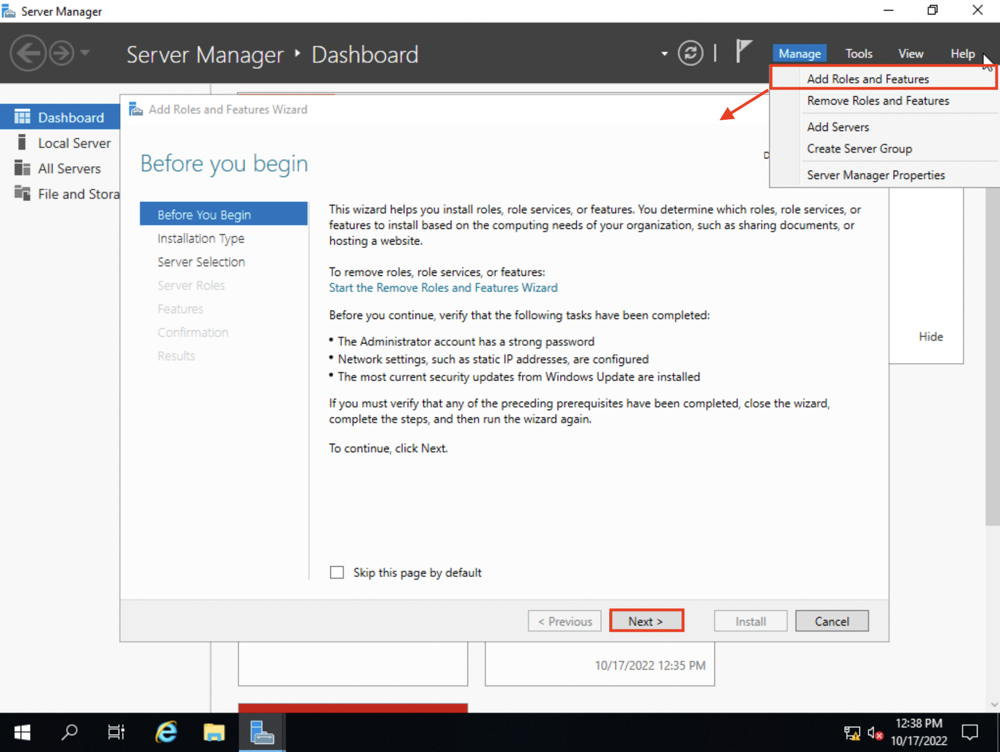 Server Manager
Server Manager ‣ Dashboard
Manage Tools View Help
Add Roles and Features
Remove Roles and Features
Add Servers
Create Server Group
Server Manager Properties
Dashboard
Local Server
All Servers
File and Stora
Add Roles and Features Wizard
Before you begin
D
Before You Begin
Installation Type
Server Selection
Server Roles
Features
Confirmation
Results
This wizard helps you install roles, role services, or features. You determine which roles, role services, or
features to install based on the computing needs of your organization, such as sharing documents, or
hosting a website.
To remove roles, role services, or features:
Start the Remove Roles and Features Wizard
Before you continue, verify that the following tasks have been completed:
• The Administrator account has a strong password
• Network settings, such as static IP addresses, are configured
• The most current security updates from Windows Update are installed
If you must verify that any of the preceding prerequisites have been completed, close the wizard,
complete the steps, and then run the wizard again.
To continue, click Next.
Skip this page by default
< Previous Next > Install Cancel
Hide
10/17/2022 12:35 PM
12:38 PM
10/17/2022